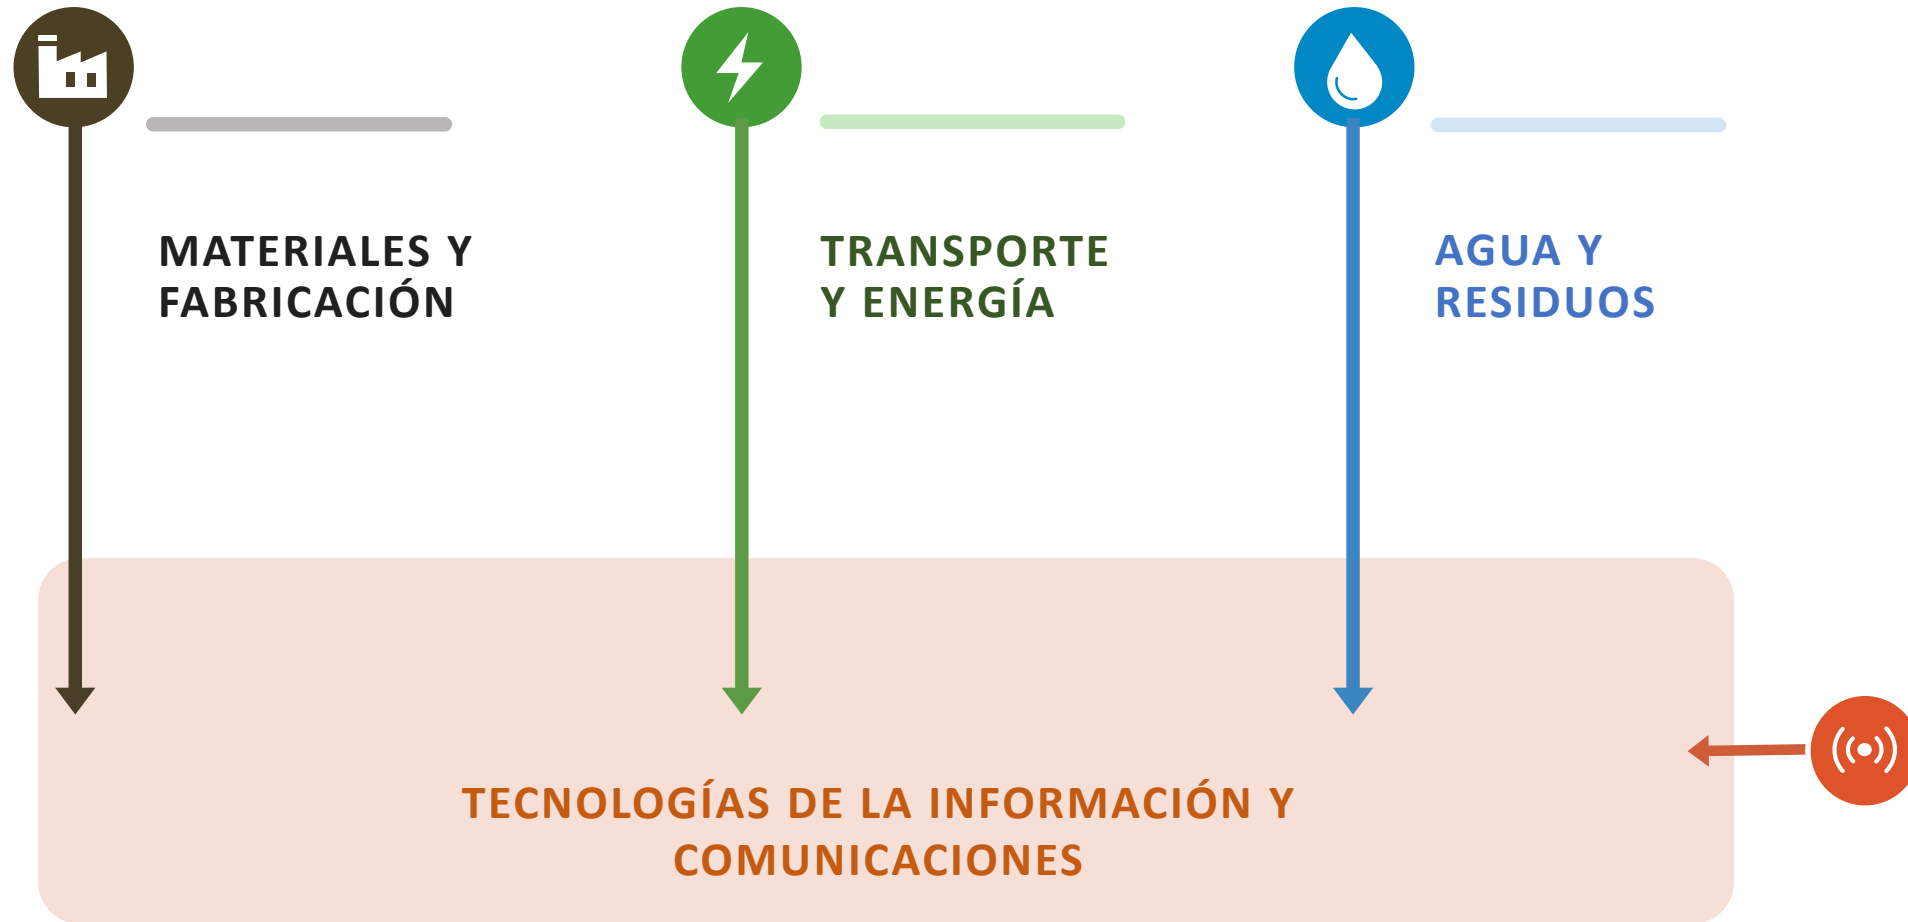 MATERIALES Y
FABRICACIÓN
TRANSPORTE
Y ENERGÍA
AGUA Y
RESIDUOS
TECNOLOGÍAS DE LA INFORMACIÓN Y
COMUNICACIONES